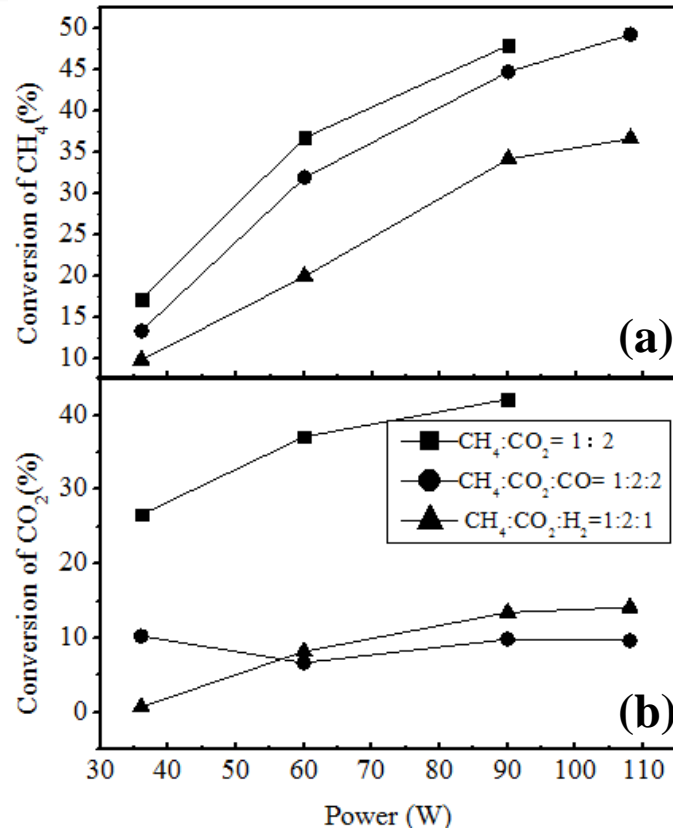 50
45
40
35
30
25
20
15
10
Conversion of CH₄(%)
(a)
40
30
20
10
0
Conversion of CO₂(%)
CH₄:CO₂= 1: 2
CH₄:CO₂:CO= 1:2:2
CH₄:CO₂:H₂=1:2:1
(b)
30 40 50 60 70 80 90 100 110
Power (W)